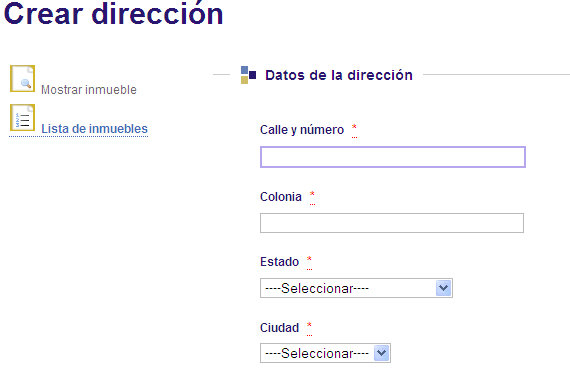 Crear dirección
Mostrar inmueble
Lista de inmuebles
Datos de la dirección
Calle y número *
Colonia *
Estado *
----Seleccionar----
Ciudad *
----Seleccionar----